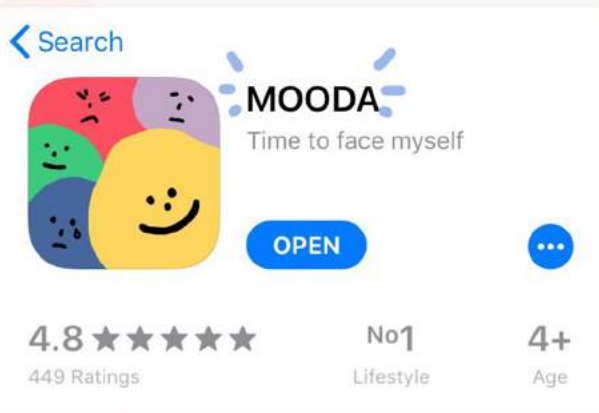 Search
MOODA
Time to face myself
OPEN
4.8 ★★★★★
No1
4+
449 Ratings
Lifestyle
Age